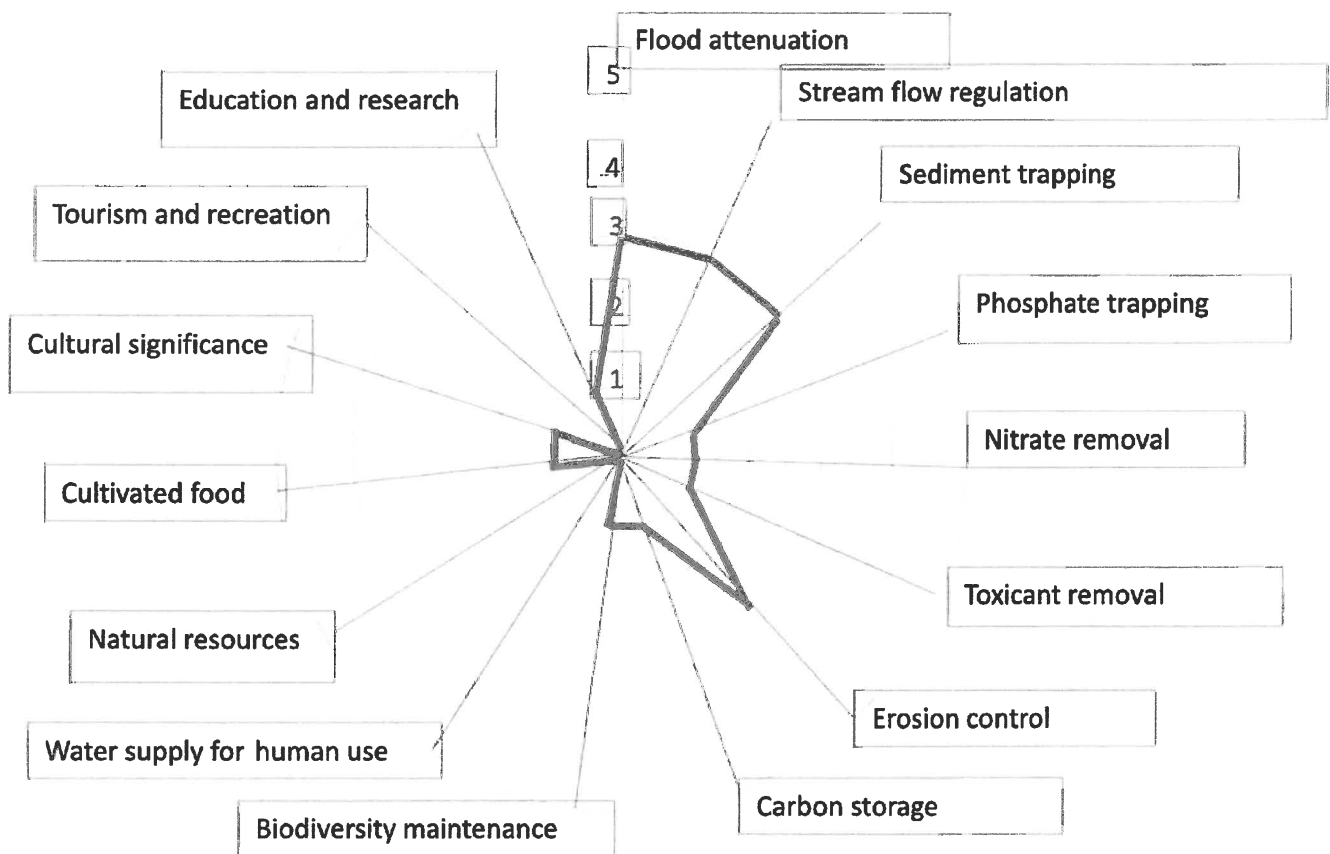 Flood attenuation
5
Stream flow regulation
Education and research
4
Sediment trapping
Tourism and recreation
3
Phosphate trapping
2
Cultural significance
1
Nitrate removal
Cultivated food
Toxicant removal
Natural resources
Erosion control
Water supply for human use
Carbon storage
Biodiversity maintenance